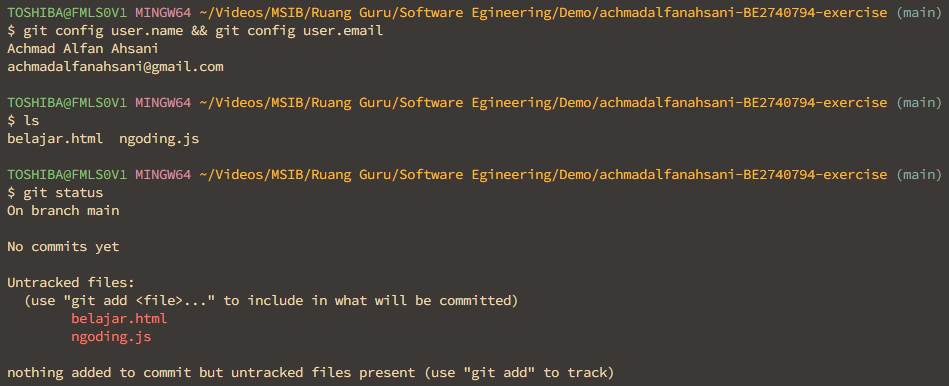 TOSHIBA@FMLS0V1 MINGW64 ~/Videos/MSIB/Ruang Guru/Software Egineering/Demo/achmadalfanahsani-BE2740794-exercise (main)
$ git config user.name && git config user.email
Achmad Alfan Ahsani
achmadalfanahsani@gmail.com
TOSHIBA@FMLS0V1 MINGW64 ~/Videos/MSIB/Ruang Guru/Software Egineering/Demo/achmadalfanahsani-BE2740794-exercise (main)
$ ls
belajar.html  ngoding.js
TOSHIBA@FMLS0V1 MINGW64 ~/Videos/MSIB/Ruang Guru/Software Egineering/Demo/achmadalfanahsani-BE2740794-exercise (main)
$ git status
On branch main
No commits yet
Untracked files:
  (use "git add <file>..." to include in what will be committed)
        belajar.html
        ngoding.js
nothing added to commit but untracked files present (use "git add" to track)